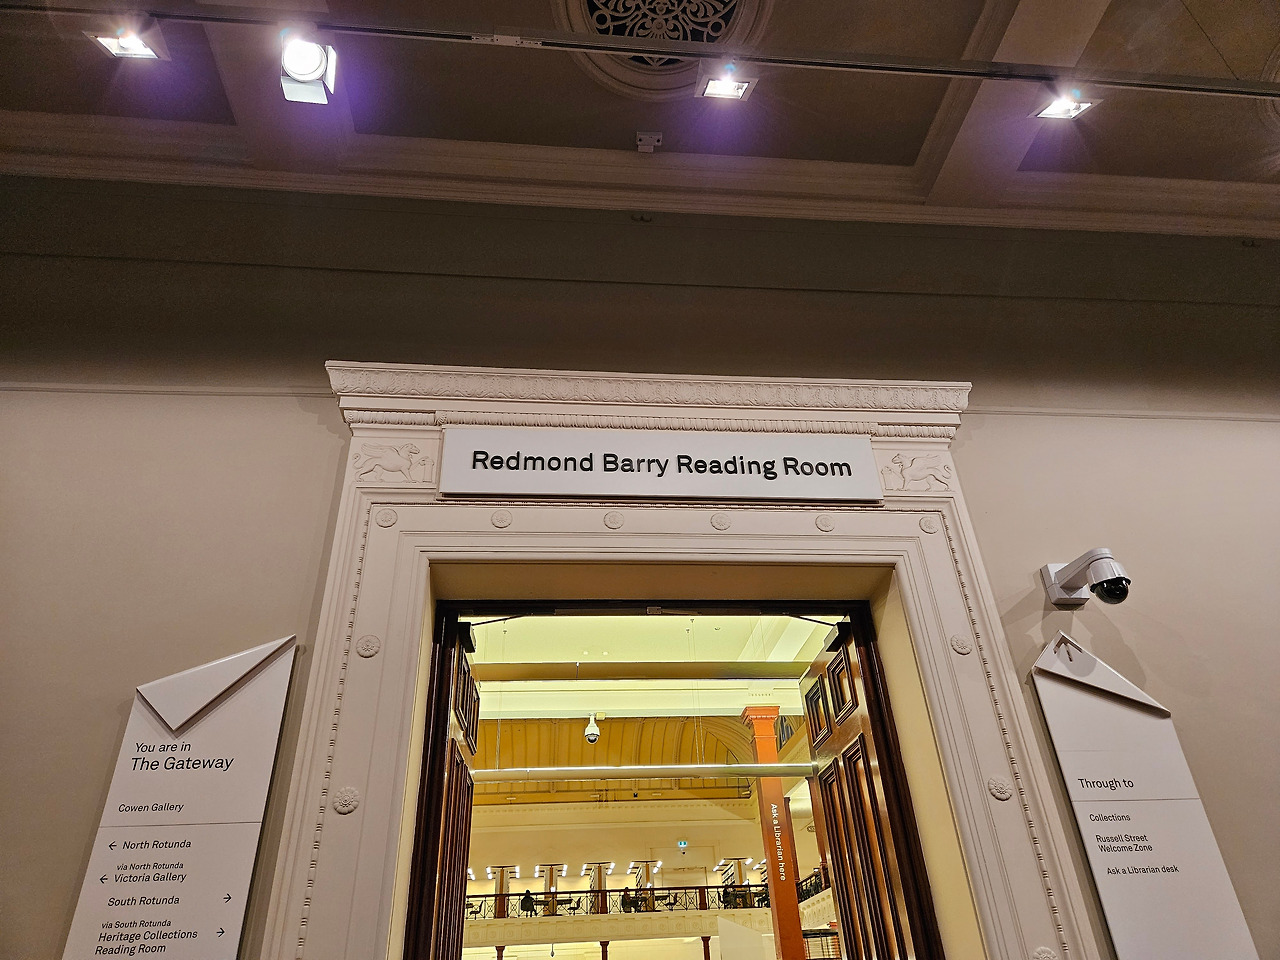 Redmond Barry Reading Room
You are in
The Gateway
Cowen Gallery
← North Rotunda
via North Rotunda
← Victoria Gallery
South Rotunda →
via South Rotunda
Heritage Collections →
Reading Room
Ask a Librarian here
Through to
Collections
Russell Street
Welcome Zone
Ask a Librarian desk